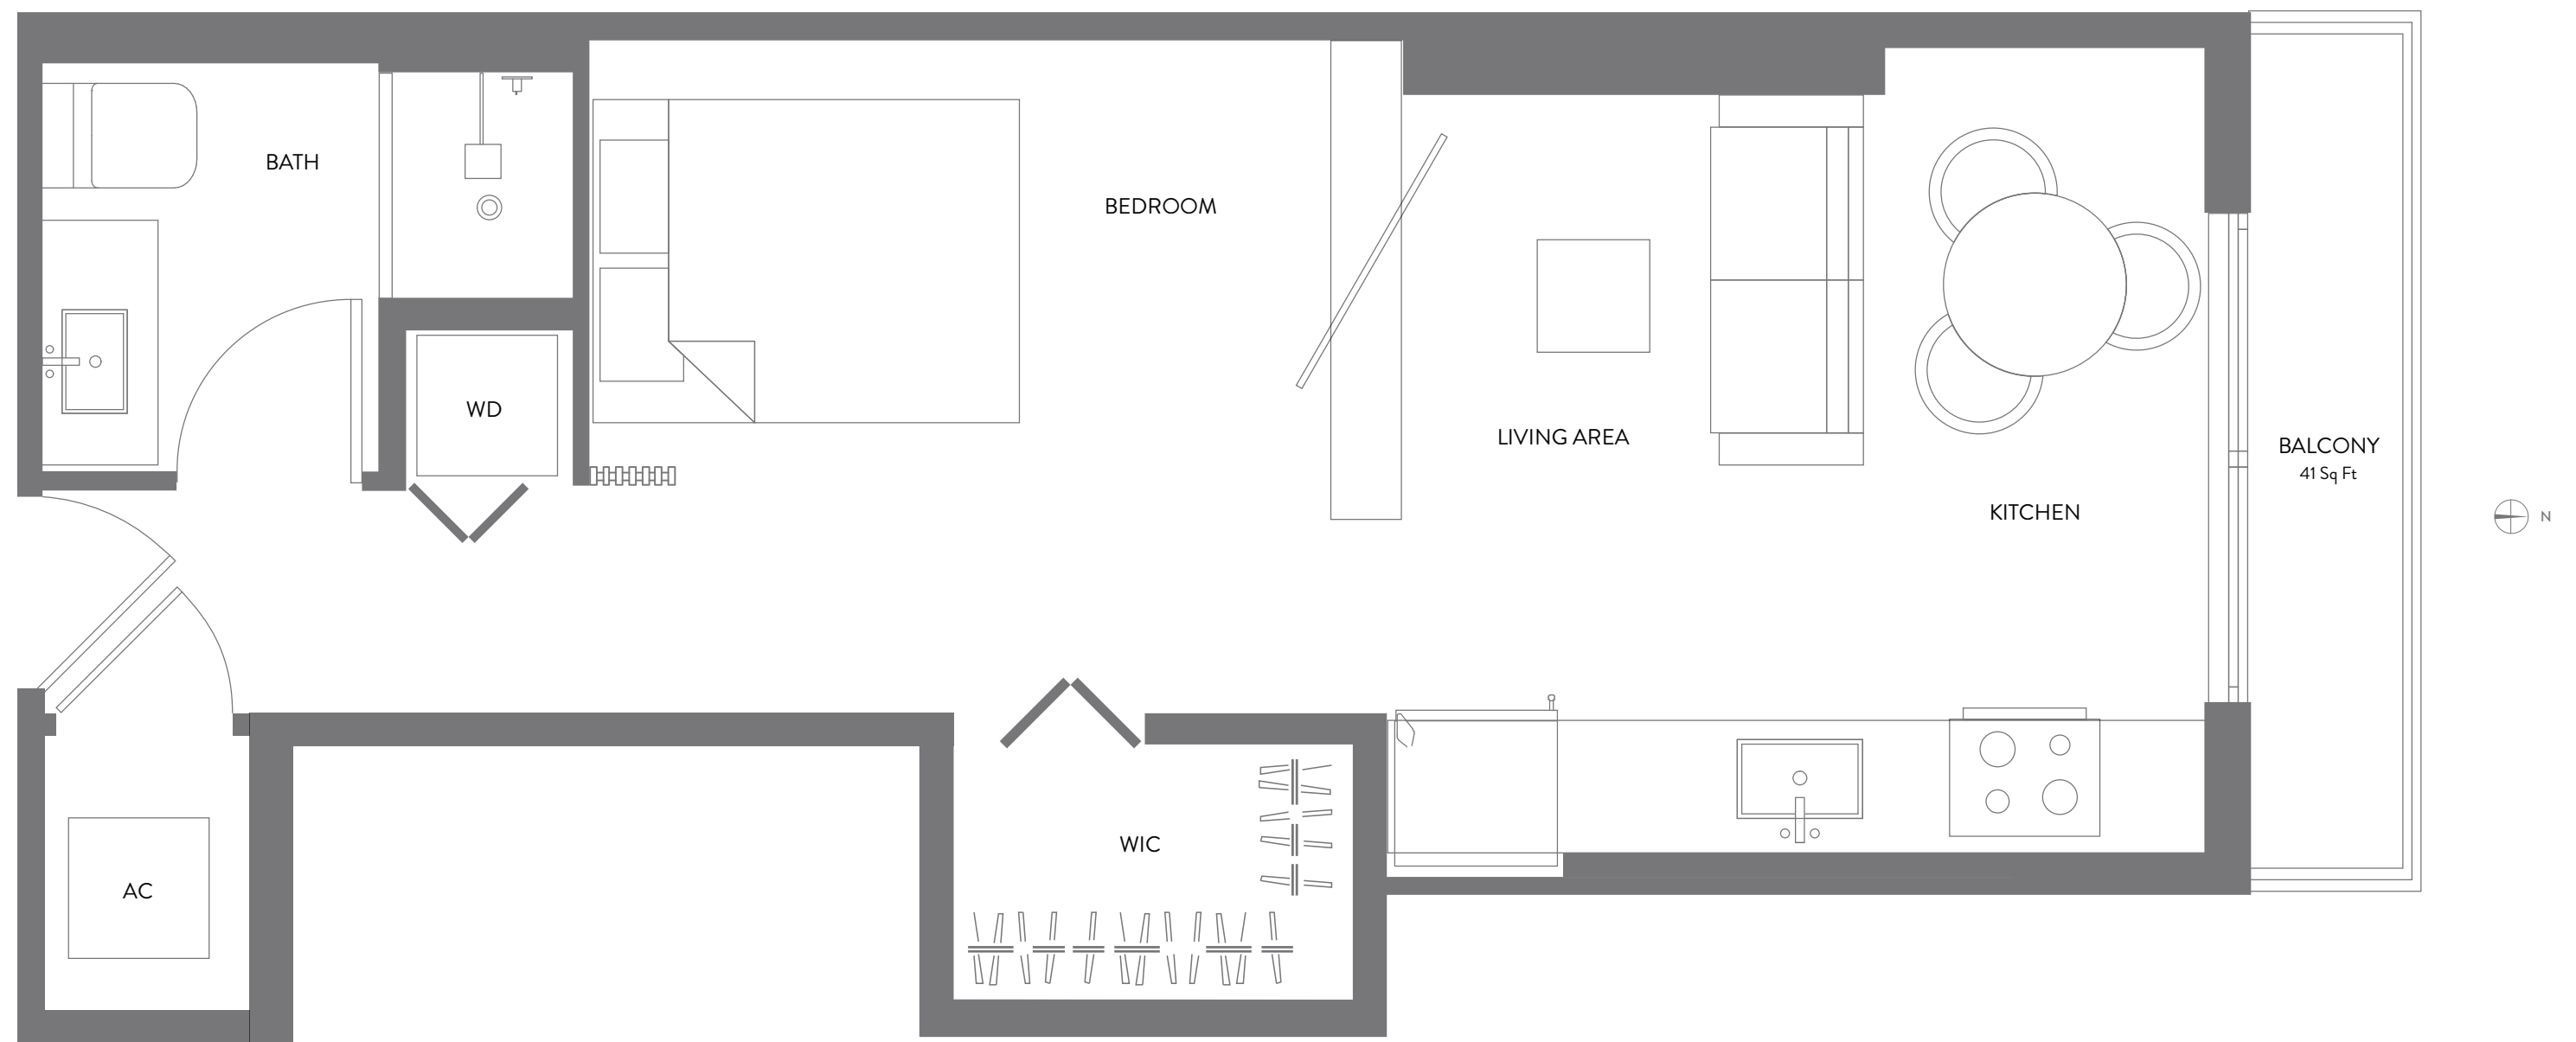 BATH
BEDROOM
WD
LIVING AREA
BALCONY
41 Sq Ft
KITCHEN
N
WIC
AC